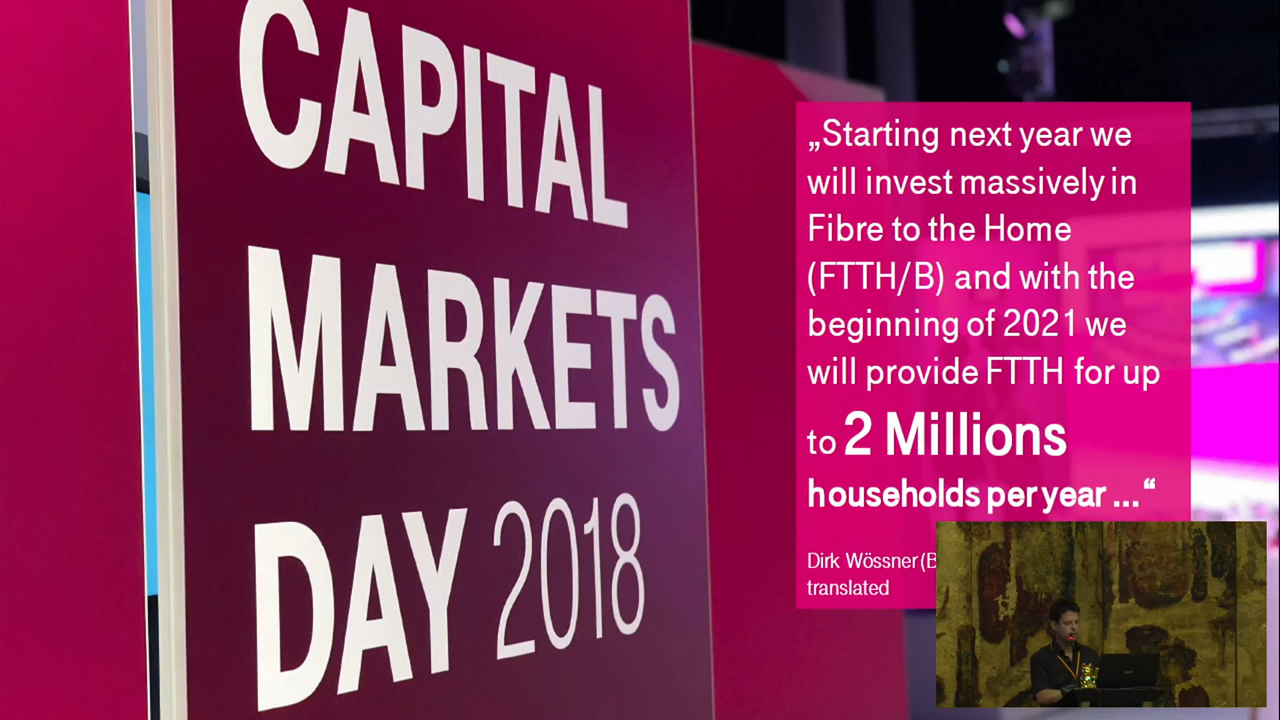 CAPITAL
MARKETS
DAY 2018
„Starting next year we
will invest massively in
Fibre to the Home
(FTTH/B) and with the
beginning of 2021 we
will provide FTTH for up
to 2 Millions
households per year ...“
Dirk Wössner (B
translated